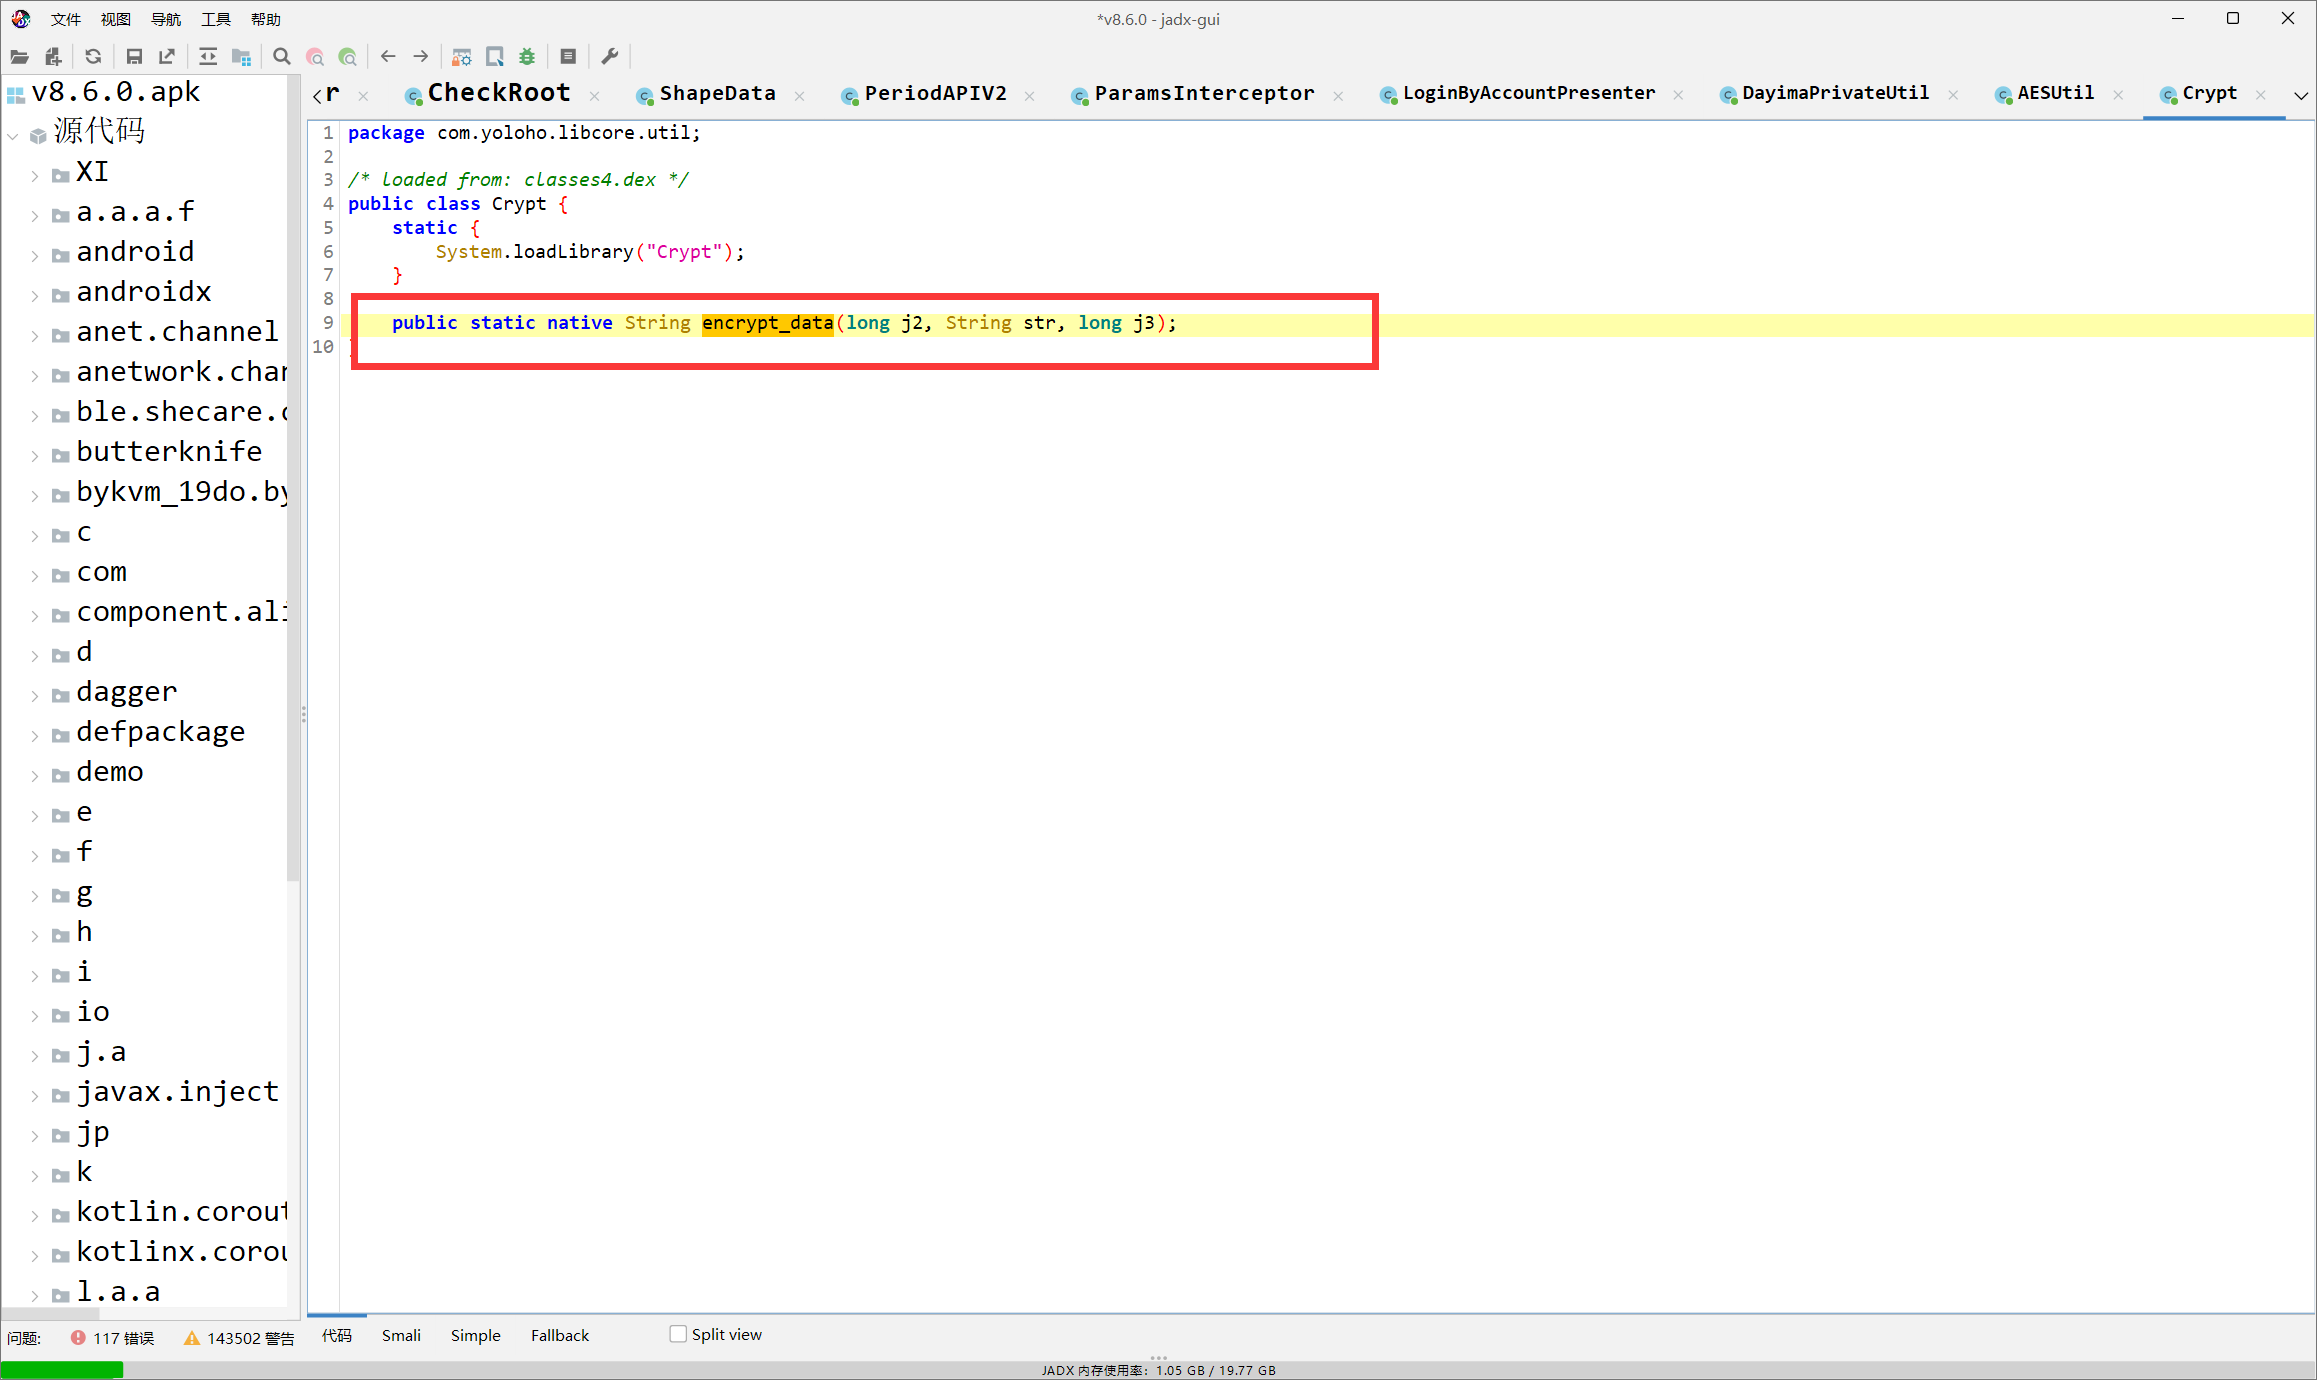 文件 视图 导航 工具 帮助
*v8.6.0 - jadx-gui
v8.6.0.apk
源代码
XI
a.a.a.f
android
androidx
anet.channel
anetwork.char
ble.shecare.c
butterknife
bykvm_19do.by
c
com
component.ali
d
dagger
defpackage
demo
e
f
g
h
i
io
j.a
javax.inject
jp
k
kotlin.corout
kotlinx.corou
l.a.a
r CheckRoot ShapeData PeriodAPIV2 ParamsInterceptor LoginByAccountPresenter DayimaPrivateUtil AESUtil Crypt
1 package com.yoloho.libcore.util;
2
3 /* loaded from: classes4.dex */
4 public class Crypt {
5 static {
6 System.loadLibrary("Crypt");
7 }
8
9 public static native String encrypt_data(long j2, String str, long j3);
10
问题: 117 错误 143502 警告
代码 Smali Simple Fallback Split view
JADX 内存使用率: 1.05 GB / 19.77 GB